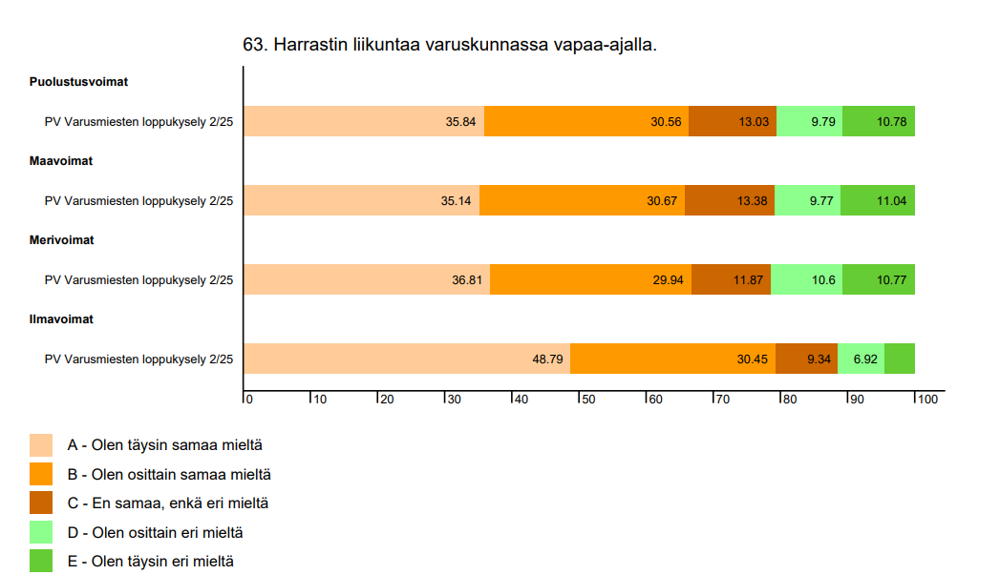 63. Harrastin liikuntaa varuskunnassa vapaa-ajalla.
Puolustusvoimat
PV Varusmiesten loppukysely 2/25 35.84 30.56 13.03 9.79 10.78
Maavoimat
PV Varusmiesten loppukysely 2/25 35.14 30.67 13.38 9.77 11.04
Merivoimat
PV Varusmiesten loppukysely 2/25 36.81 29.94 11.87 10.6 10.77
Ilmavoimat
PV Varusmiesten loppukysely 2/25 48.79 30.45 9.34 6.92
0 10 20 30 40 50 60 70 80 90 100
A - Olen täysin samaa mieltä
B - Olen osittain samaa mieltä
C - En samaa, enkä eri mieltä
D - Olen osittain eri mieltä
E - Olen täysin eri mieltä